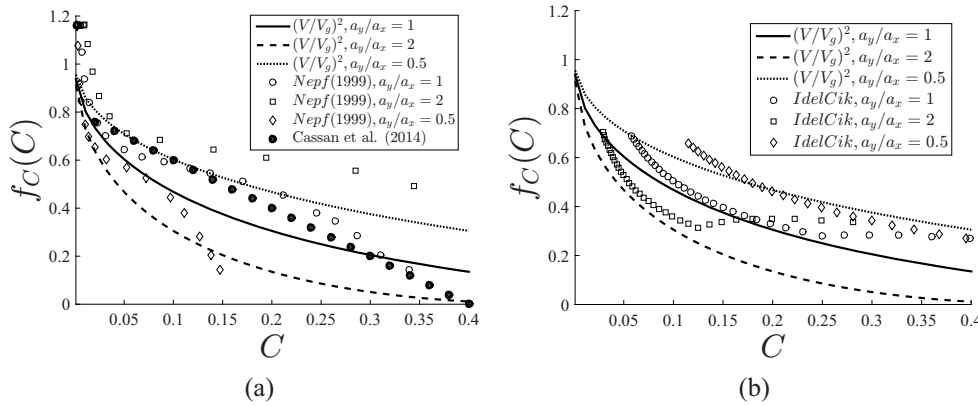 1.2
1
0.8
0.6
0.4
0.2
0
0.05 0.1 0.15 0.2 0.25 0.3 0.35 0.4
f_C(C)
C
(V/V_g)², a_y/a_x = 1
(V/V_g)², a_y/a_x = 2
(V/V_g)², a_y/a_x = 0.5
Nepf(1999), a_y/a_x = 1
Nepf(1999), a_y/a_x = 2
Nepf(1999), a_y/a_x = 0.5
Cassan et al. (2014)
(a)
1.2
1
0.8
0.6
0.4
0.2
0
0.05 0.1 0.15 0.2 0.25 0.3 0.35 0.4
f_C(C)
C
(V/V_g)², a_y/a_x = 1
(V/V_g)², a_y/a_x = 2
(V/V_g)², a_y/a_x = 0.5
IdelCik, a_y/a_x = 1
IdelCik, a_y/a_x = 2
IdelCik, a_y/a_x = 0.5
(b)